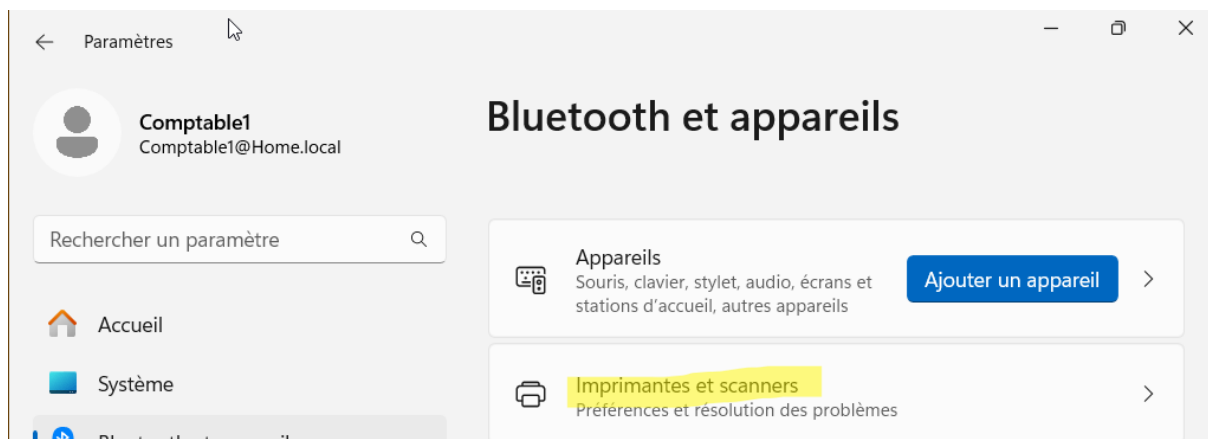 Paramètres
Comptable1
Comptable1@Home.local
Rechercher un paramètre
Accueil
Système
Bluetooth et appareils
Appareils
Souris, clavier, stylet, audio, écrans et
stations d’accueil, autres appareils
Ajouter un appareil
Imprimantes et scanners
Préférences et résolution des problèmes